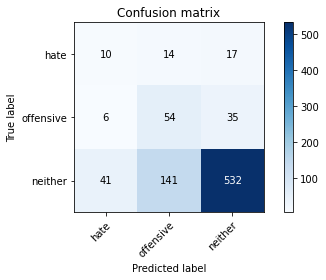 Confusion matrix
hate 10 14 17
offensive 6 54 35
neither 41 141 532
hate offensive neither
True label
Predicted label
500
400
300
200
100